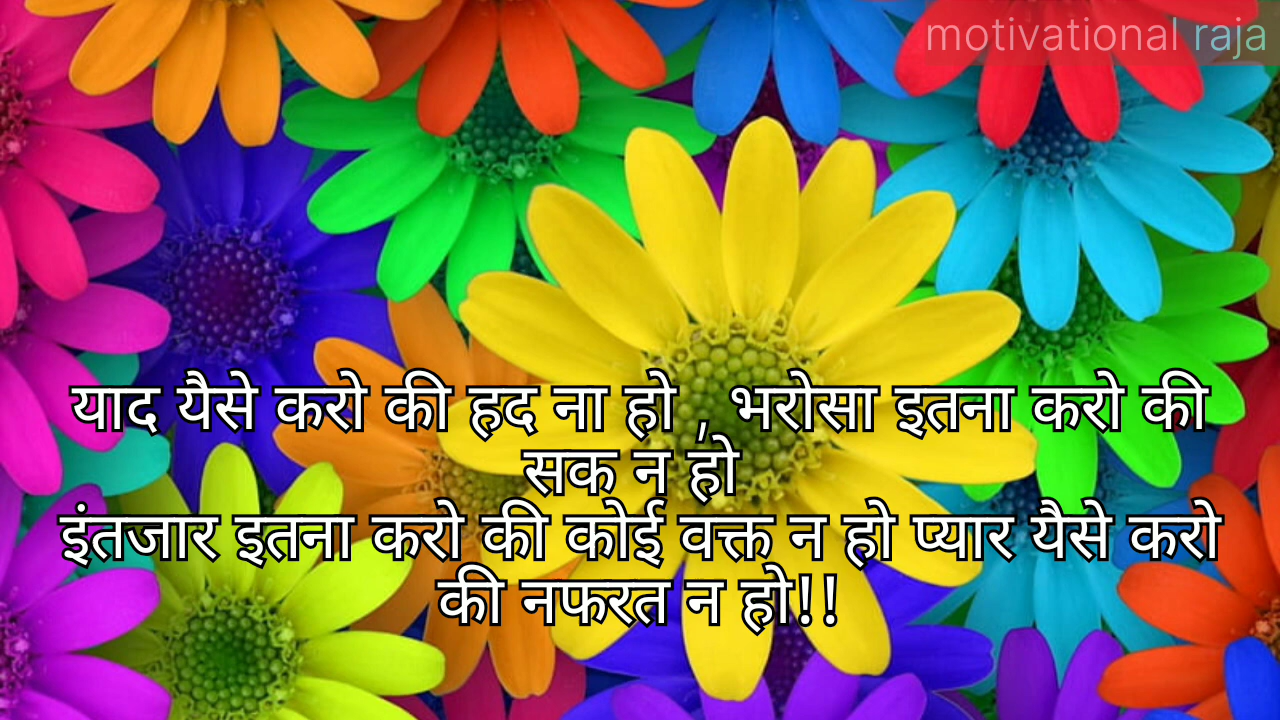 motivational raja
याद यैसे करो की हद ना हो , भरोसा इतना करो की
सक न हो
इंतजार इतना करो की कोई वक्त न हो प्यार यैसे करो
की नफरत न हो!!